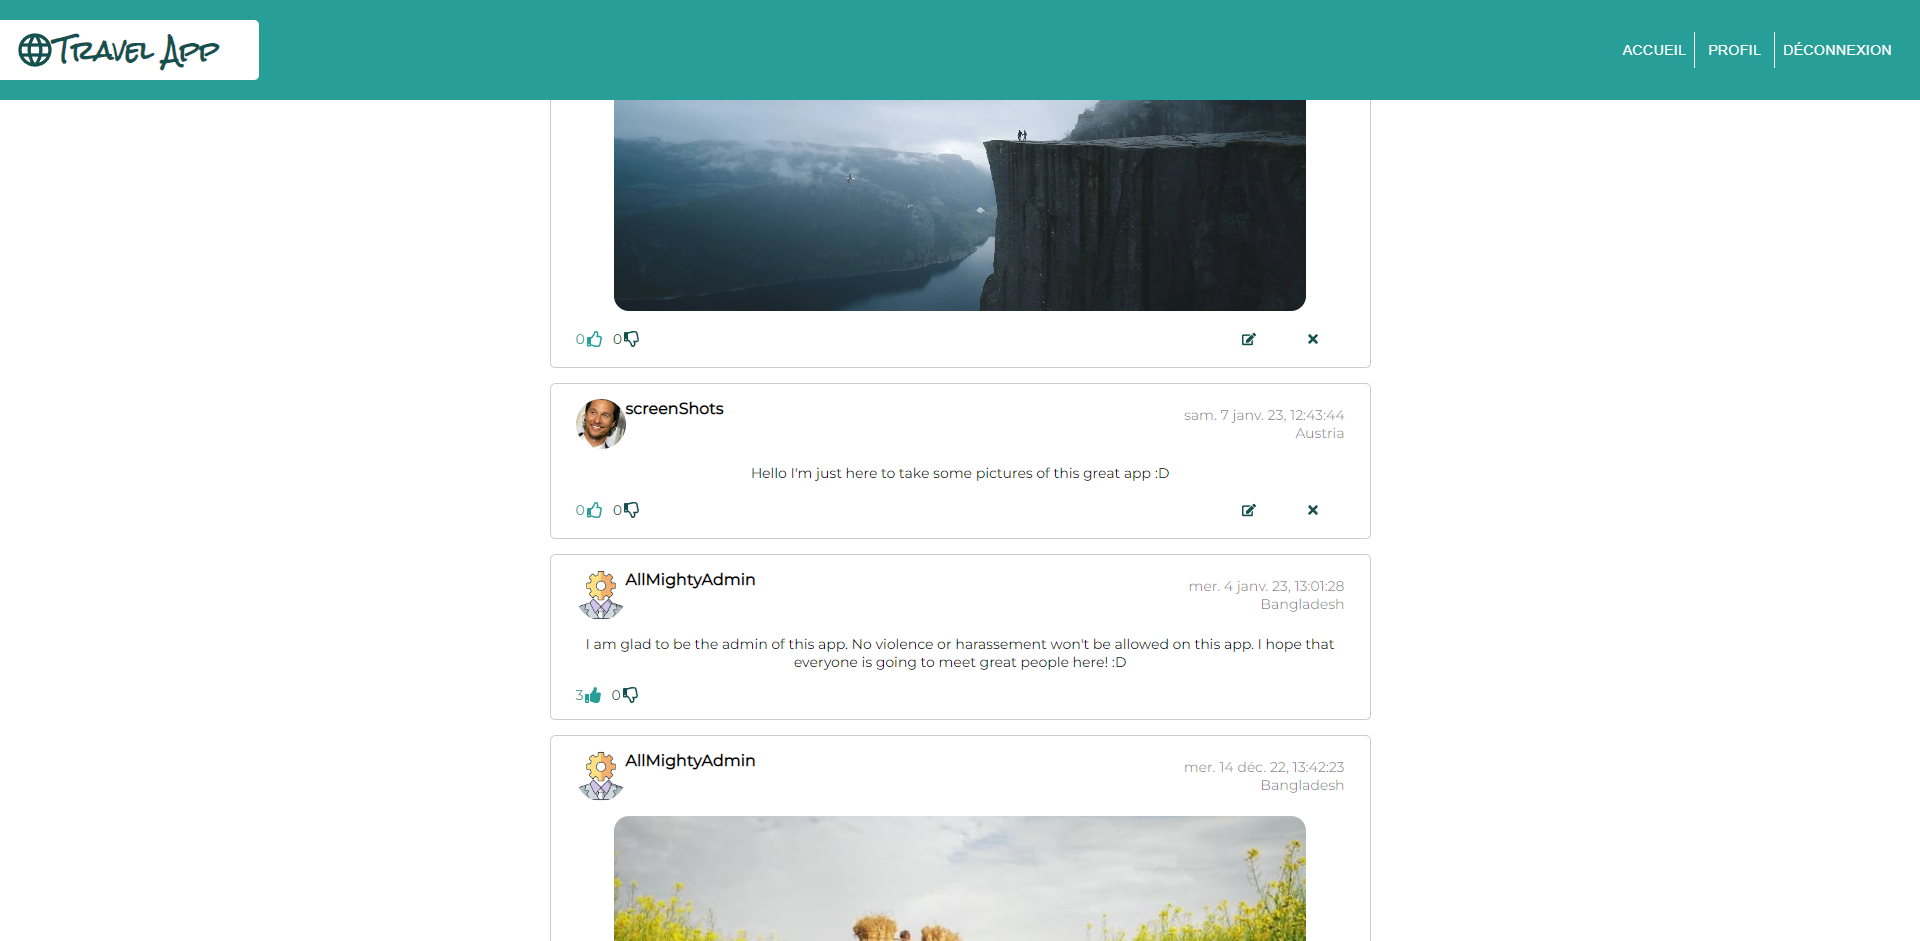 Travel App
ACCUEIL
PROFIL
DÉCONNEXION
0 0
screenShots
sam. 7 janv. 23, 12:43:44
Austria
Hello I'm just here to take some pictures of this great app :D
0 0
AllMightyAdmin
mer. 4 janv. 23, 13:01:28
Bangladesh
I am glad to be the admin of this app. No violence or harassement won't be allowed on this app. I hope that
everyone is going to meet great people here! :D
3 0
AllMightyAdmin
mer. 14 déc. 22, 13:42:23
Bangladesh